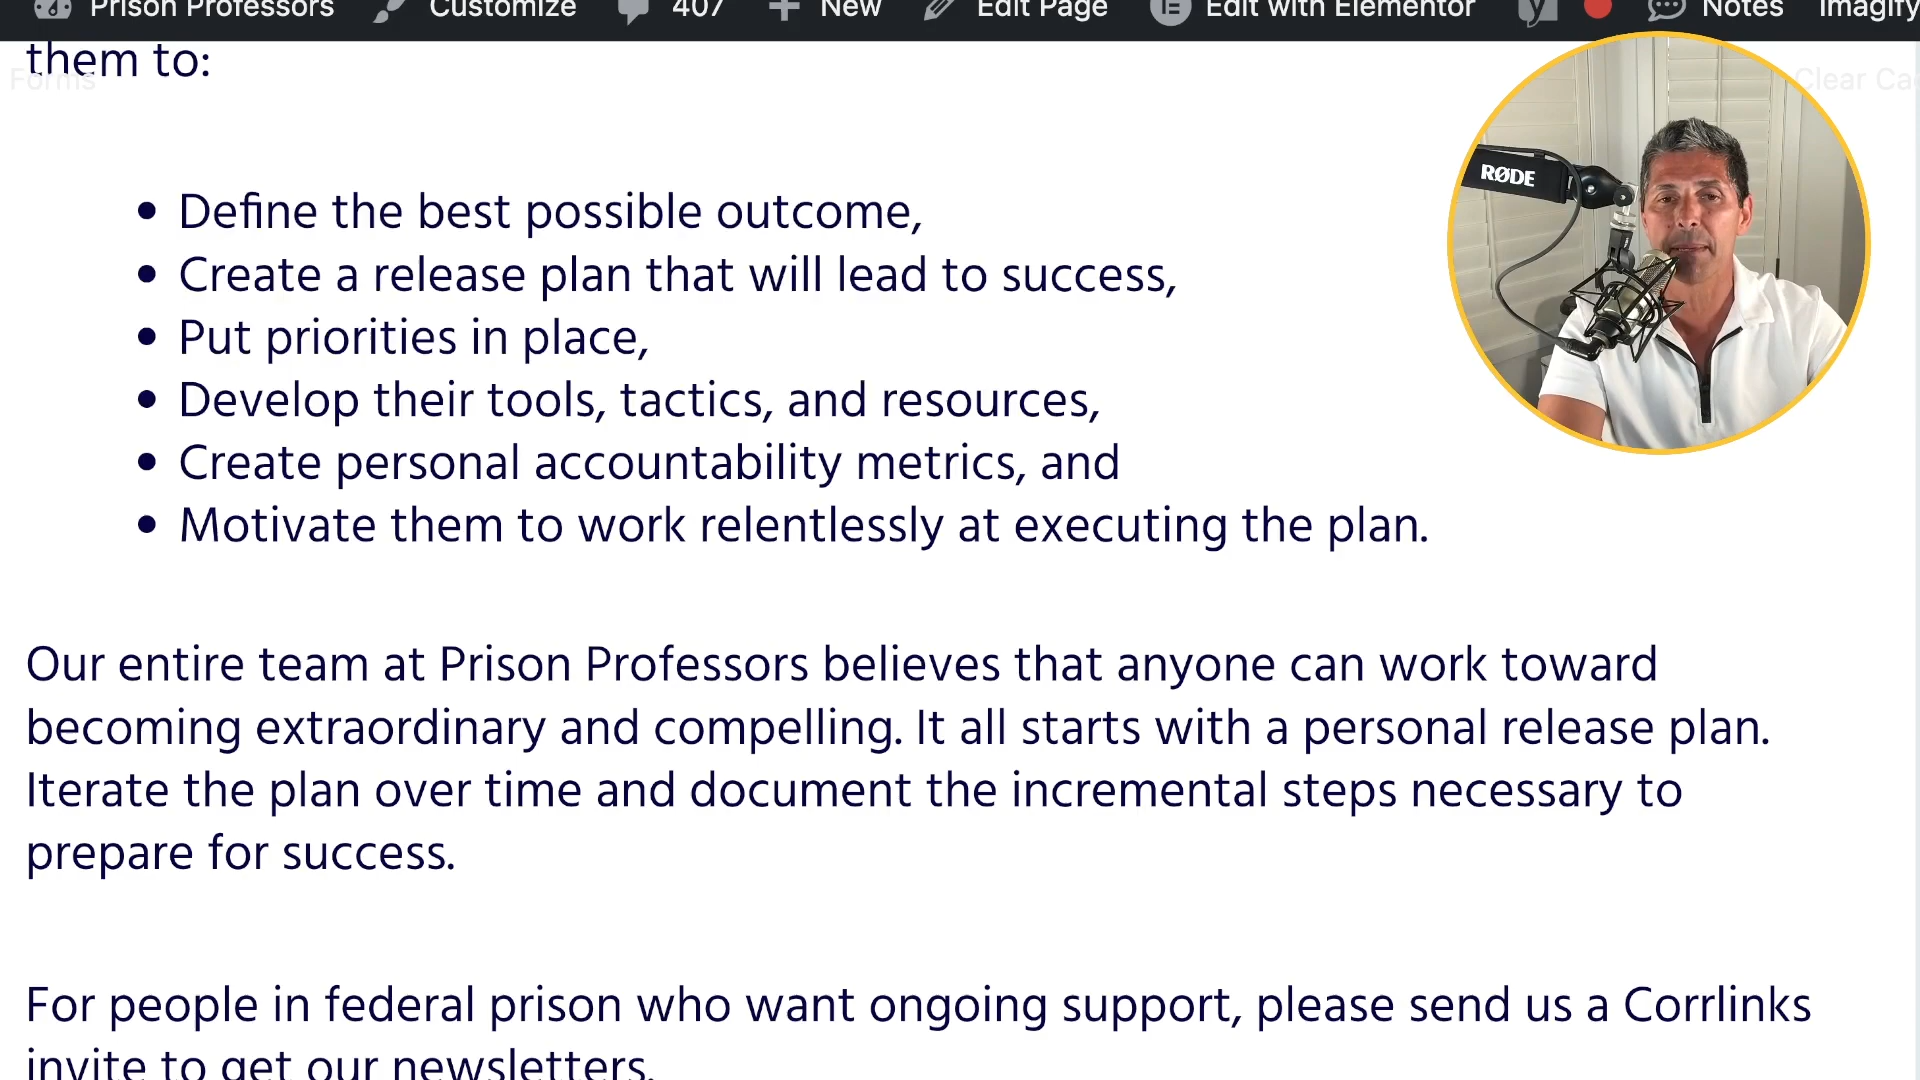 Prison Professors Customize 407 New Edit Page Edit with Elementor Notes Imagify
them to:
Forms
Clear Ca
RØDE
Define the best possible outcome,
Create a release plan that will lead to success,
Put priorities in place,
Develop their tools, tactics, and resources,
Create personal accountability metrics, and
Motivate them to work relentlessly at executing the plan.
Our entire team at Prison Professors believes that anyone can work toward
becoming extraordinary and compelling. It all starts with a personal release plan.
Iterate the plan over time and document the incremental steps necessary to
prepare for success.
For people in federal prison who want ongoing support, please send us a Corrlinks
invite to get our newsletters.